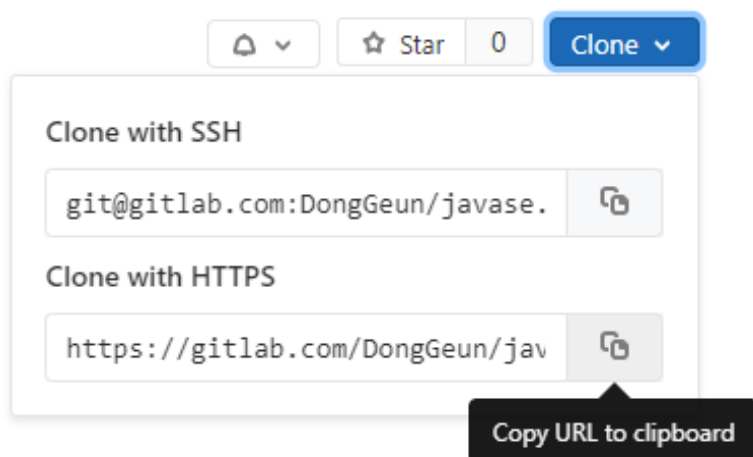 Star 0 Clone
Clone with SSH
git@gitlab.com:DongGeun/javase.
Clone with HTTPS
https://gitlab.com/DongGeun/jav
Copy URL to clipboard